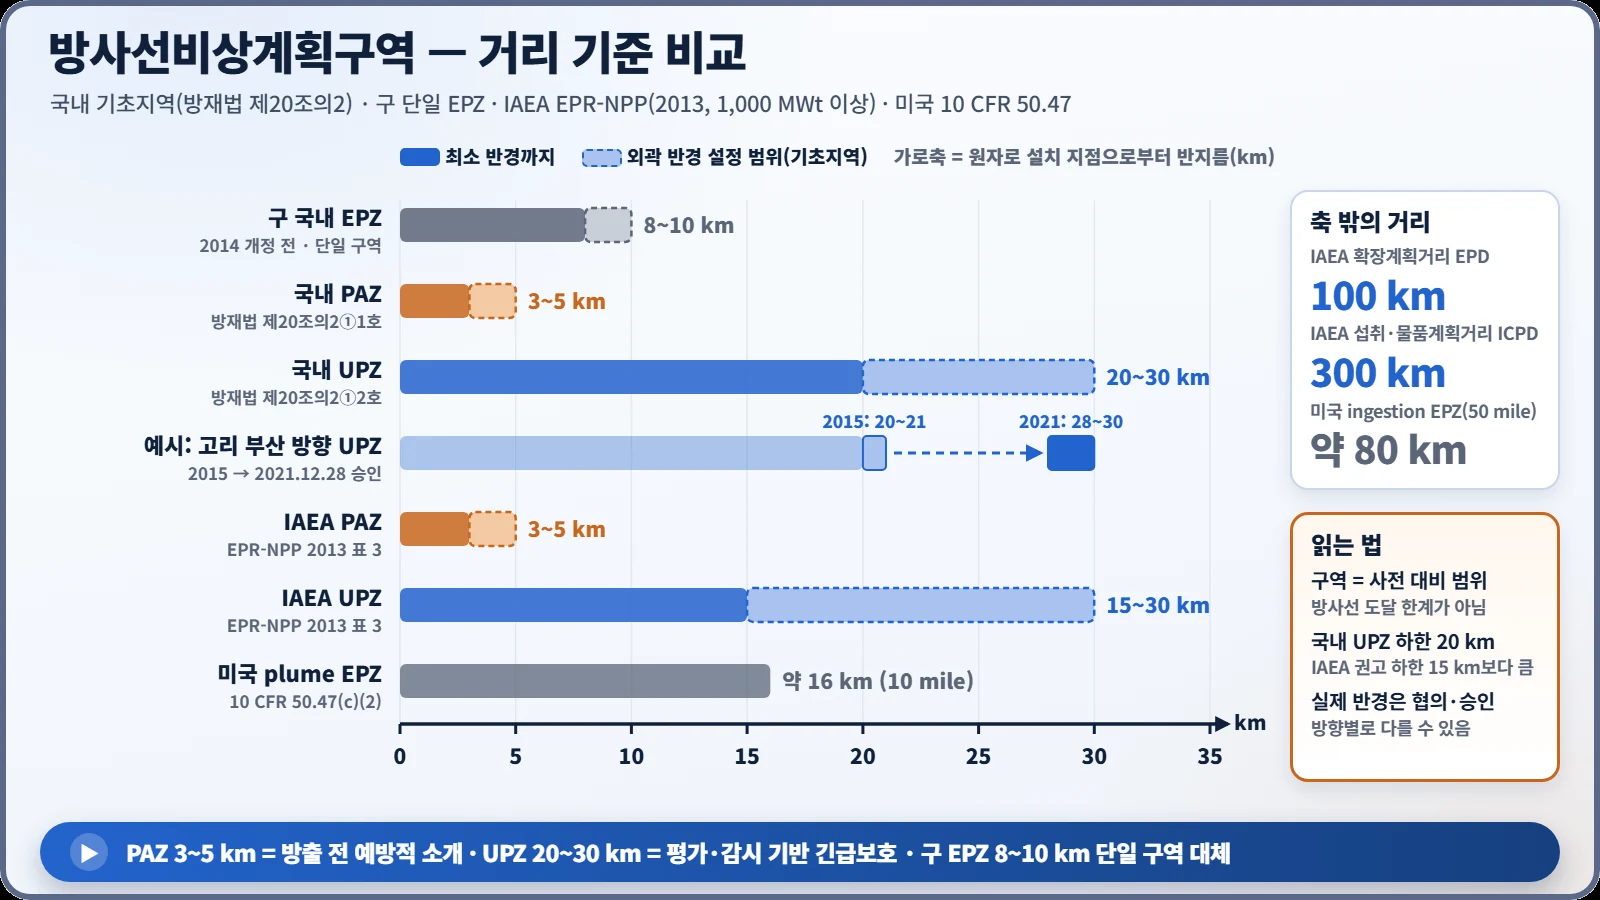 방사선비상계획구역 — 거리 기준 비교
국내 기초지역(방재법 제20조의2) · 구 단일 EPZ · IAEA EPR-NPP(2013, 1,000 MWt 이상) · 미국 10 CFR 50.47
최소 반경까지
외곽 반경 설정 범위(기초지역)
가로축 = 원자로 설치 지점으로부터 반지름(km)
구 국내 EPZ
2014 개정 전 · 단일 구역
8~10 km
국내 PAZ
방재법 제20조의2①1호
3~5 km
국내 UPZ
방재법 제20조의2①2호
20~30 km
예시: 고리 부산 방향 UPZ
2015 → 2021.12.28 승인
2015: 20~21
2021: 28~30
IAEA PAZ
EPR-NPP 2013 표 3
3~5 km
IAEA UPZ
EPR-NPP 2013 표 3
15~30 km
미국 plume EPZ
10 CFR 50.47(c)(2)
약 16 km (10 mile)
km
0 5 10 15 20 25 30 35
축 밖의 거리
IAEA 확장계획거리 EPD
100 km
IAEA 섭취·물품계획거리 ICPD
300 km
미국 ingestion EPZ(50 mile)
약 80 km
읽는 법
구역 = 사전 대비 범위
방사선 도달 한계가 아님
국내 UPZ 하한 20 km
IAEA 권고 하한 15 km보다 큼
실제 반경은 협의·승인
방향별로 다를 수 있음
PAZ 3~5 km = 방출 전 예방적 소개 · UPZ 20~30 km = 평가·감시 기반 긴급보호 · 구 EPZ 8~10 km 단일 구역 대체